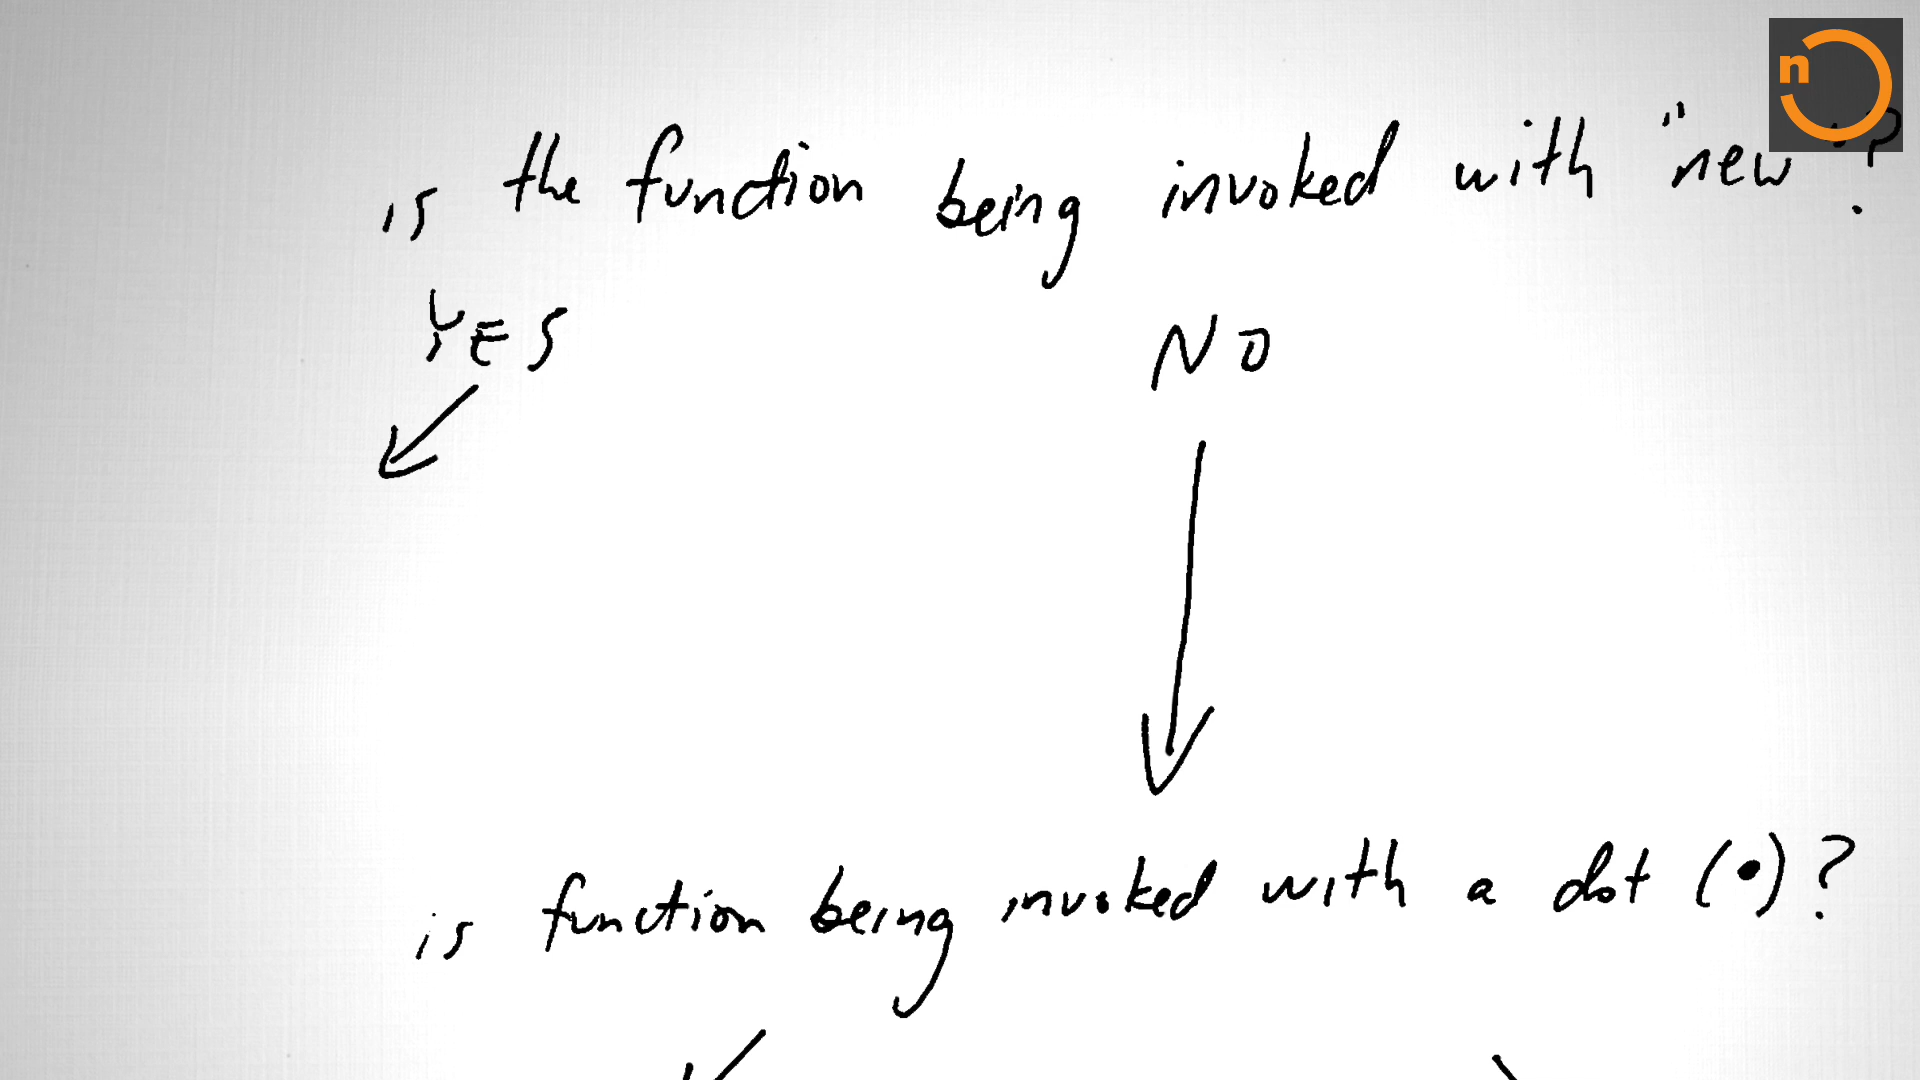 n
is the function being invoked with "new"?
YES NO
is function being invoked with a dot (•)?